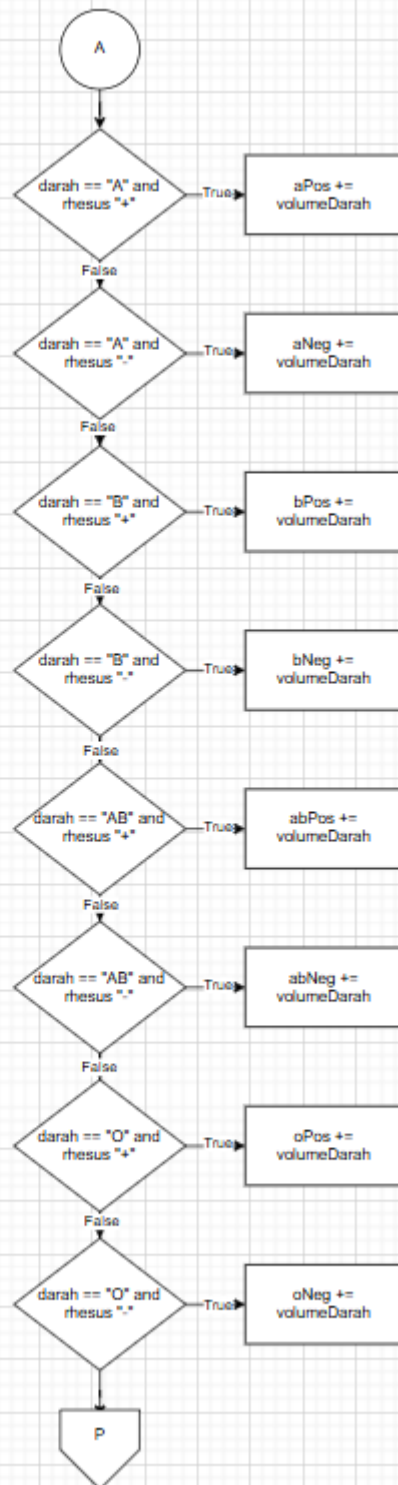 A
darah == "A" and
rhesus "+"
True
aPos +=
volumeDarah
False
darah == "A" and
rhesus "-"
True
aNeg +=
volumeDarah
False
darah == "B" and
rhesus "+"
True
bPos +=
volumeDarah
False
darah == "B" and
rhesus "-"
True
bNeg +=
volumeDarah
False
darah == "AB" and
rhesus "+"
True
abPos +=
volumeDarah
False
darah == "AB" and
rhesus "-"
True
abNeg +=
volumeDarah
False
darah == "O" and
rhesus "+"
True
oPos +=
volumeDarah
False
darah == "O" and
rhesus "-"
True
oNeg +=
volumeDarah
P